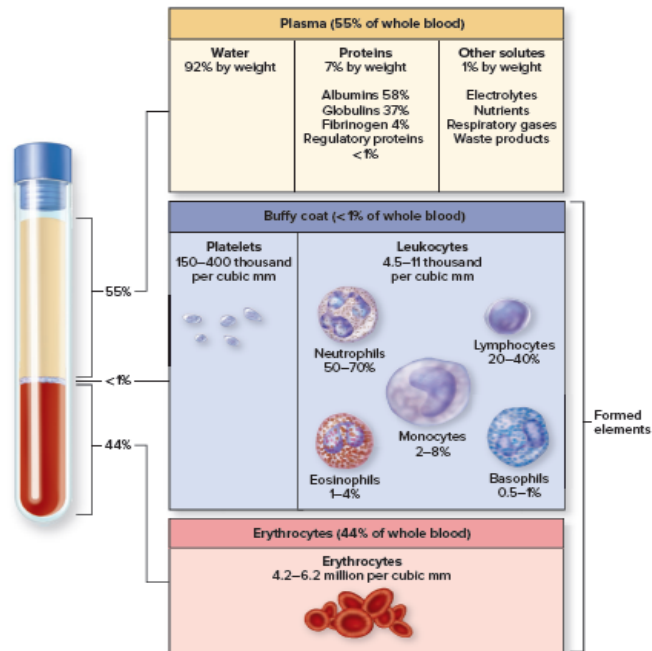 Plasma (55% of whole blood)
Water
92% by weight
Proteins
7% by weight
Albumins 58%
Globulins 37%
Fibrinogen 4%
Regulatory proteins
<1%
Other solutes
1% by weight
Electrolytes
Nutrients
Respiratory gases
Waste products
55%
<1%
44%
Buffy coat (<1% of whole blood)
Platelets
150–400 thousand
per cubic mm
Leukocytes
4.5–11 thousand
per cubic mm
Neutrophils
50–70%
Lymphocytes
20–40%
Monocytes
2–8%
Eosinophils
1–4%
Basophils
0.5–1%
Formed
elements
Erythrocytes (44% of whole blood)
Erythrocytes
4.2–6.2 million per cubic mm